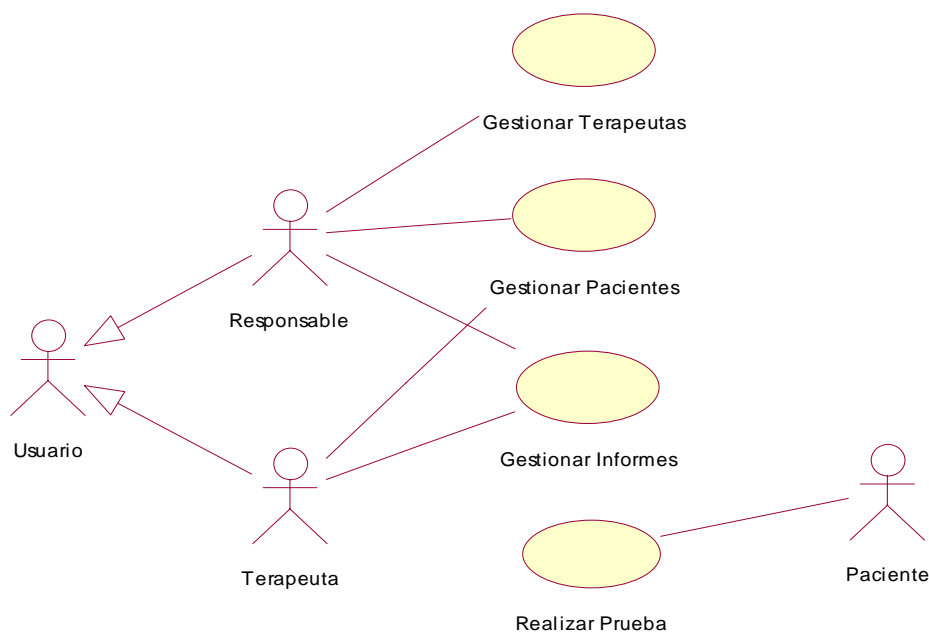 Gestionar Terapeutas
Gestionar Pacientes
Responsable
Usuario
Gestionar Informes
Terapeuta
Paciente
Realizar Prueba